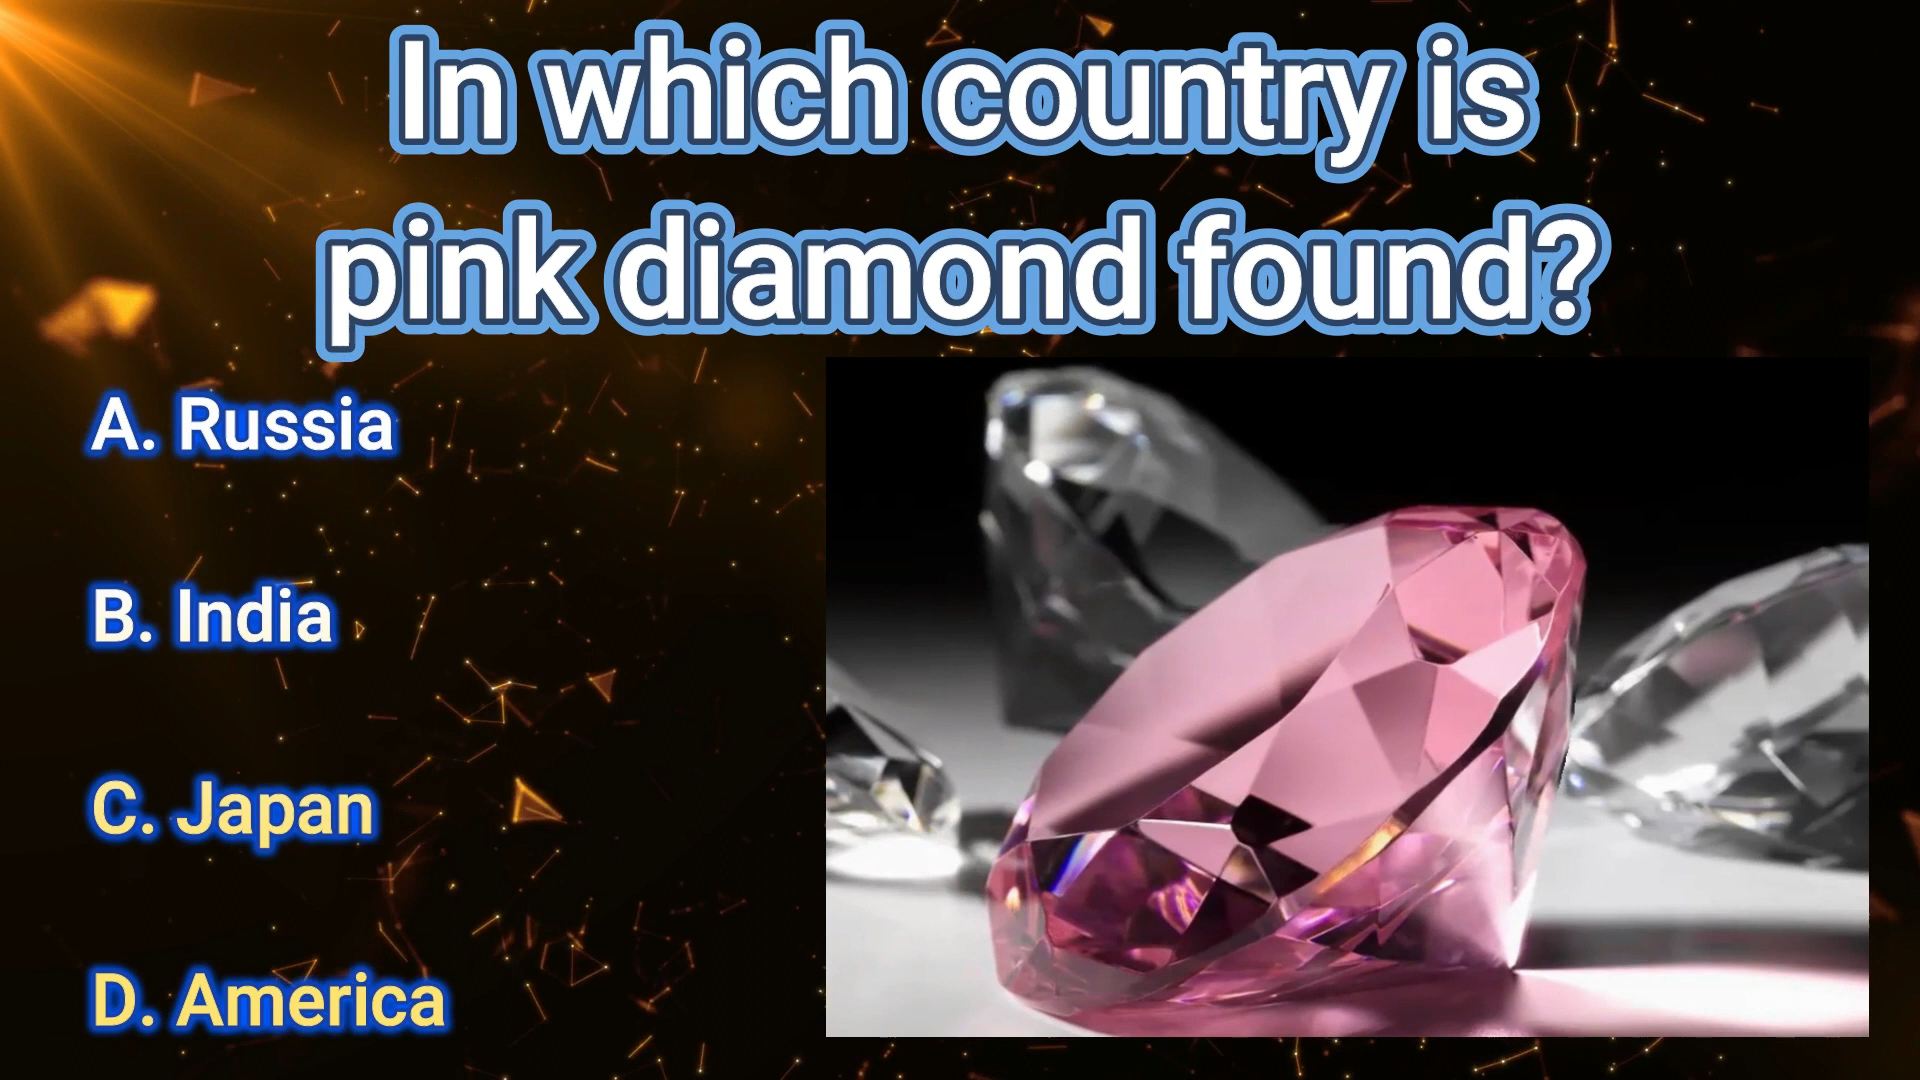 In which country is
pink diamond found?
A. Russia
B. India
C. Japan
D. America